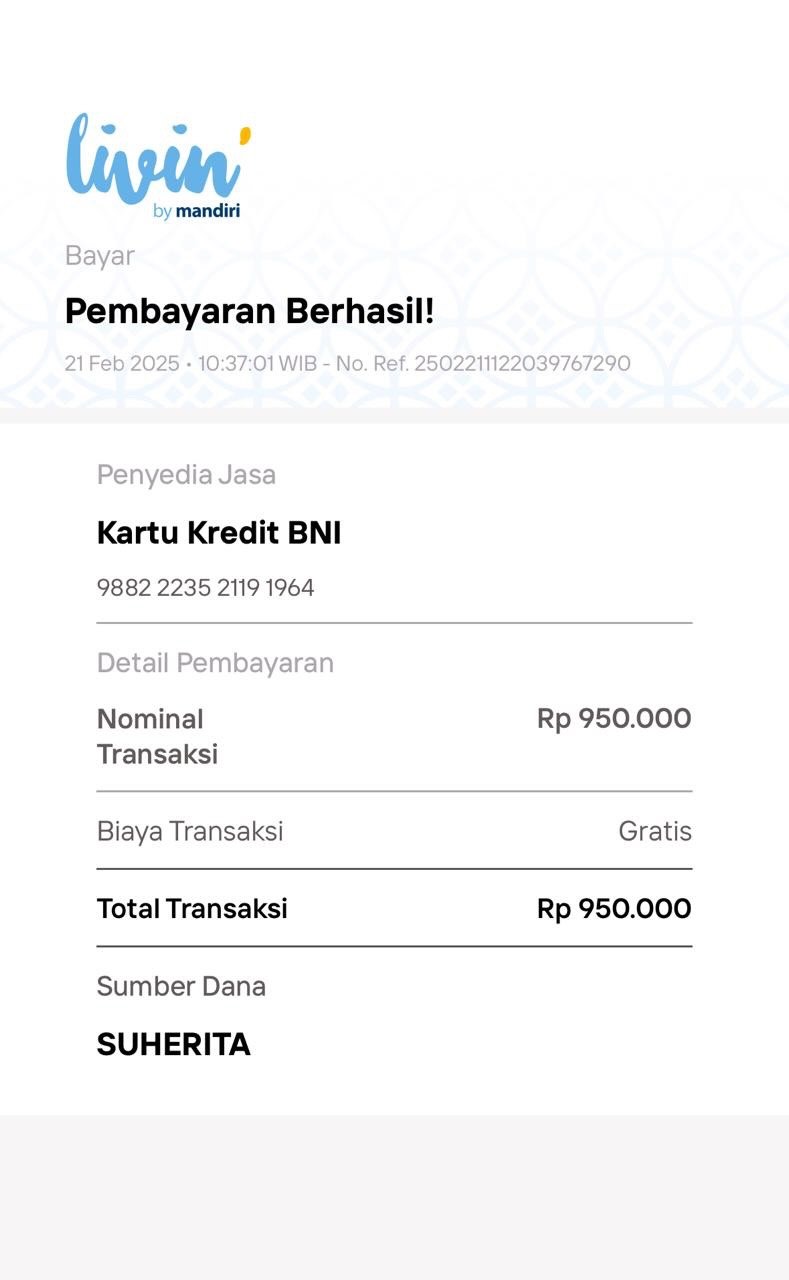 livin'
by mandiri
Bayar
Pembayaran Berhasil!
21 Feb 2025 • 10:37:01 WIB - No. Ref. 2502211122039767290
Penyedia Jasa
Kartu Kredit BNI
9882 2235 2119 1964
Detail Pembayaran
Nominal Transaksi Rp 950.000
Biaya Transaksi Gratis
Total Transaksi Rp 950.000
Sumber Dana
SUHERITA